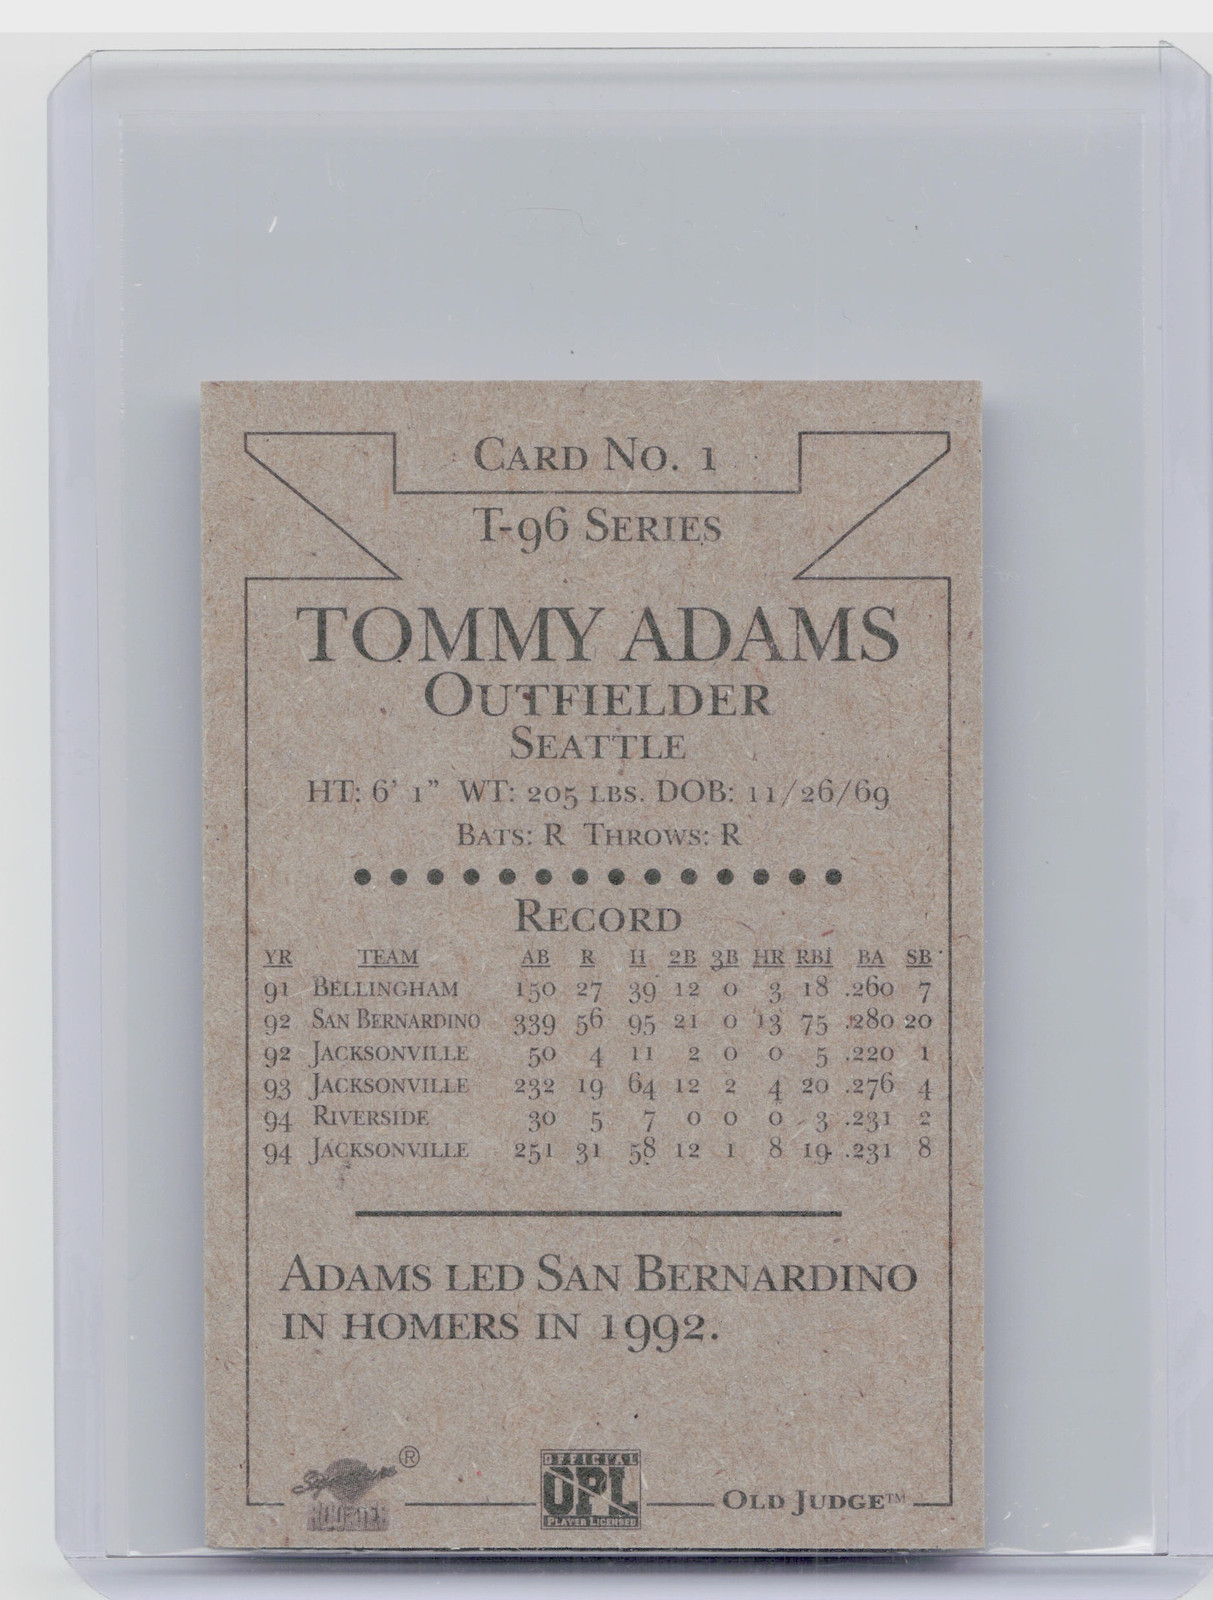 Card No. 1
T-96 Series
TOMMY ADAMS
Outfielder
Seattle
HT: 6' 1" WT: 205 lbs. DOB: 11/26/69
Bats: R Throws: R
Record
YR TEAM AB R H 2B 3B HR RBI BA SB
91 Bellingham 150 27 39 12 0 3 18 .260 7
92 San Bernardino 339 56 95 21 0 13 75 .280 20
92 Jacksonville 50 4 11 2 0 0 5 .220 1
93 Jacksonville 232 19 64 12 2 4 20 .276 4
94 Riverside 30 5 7 0 0 0 3 .231 2
94 Jacksonville 251 31 58 12 1 8 19 .231 8
Adams led San Bernardino
in homers in 1992.
Signature ®
Rookies
OFFICIAL
OPL
Player Licensed
Old Judge™